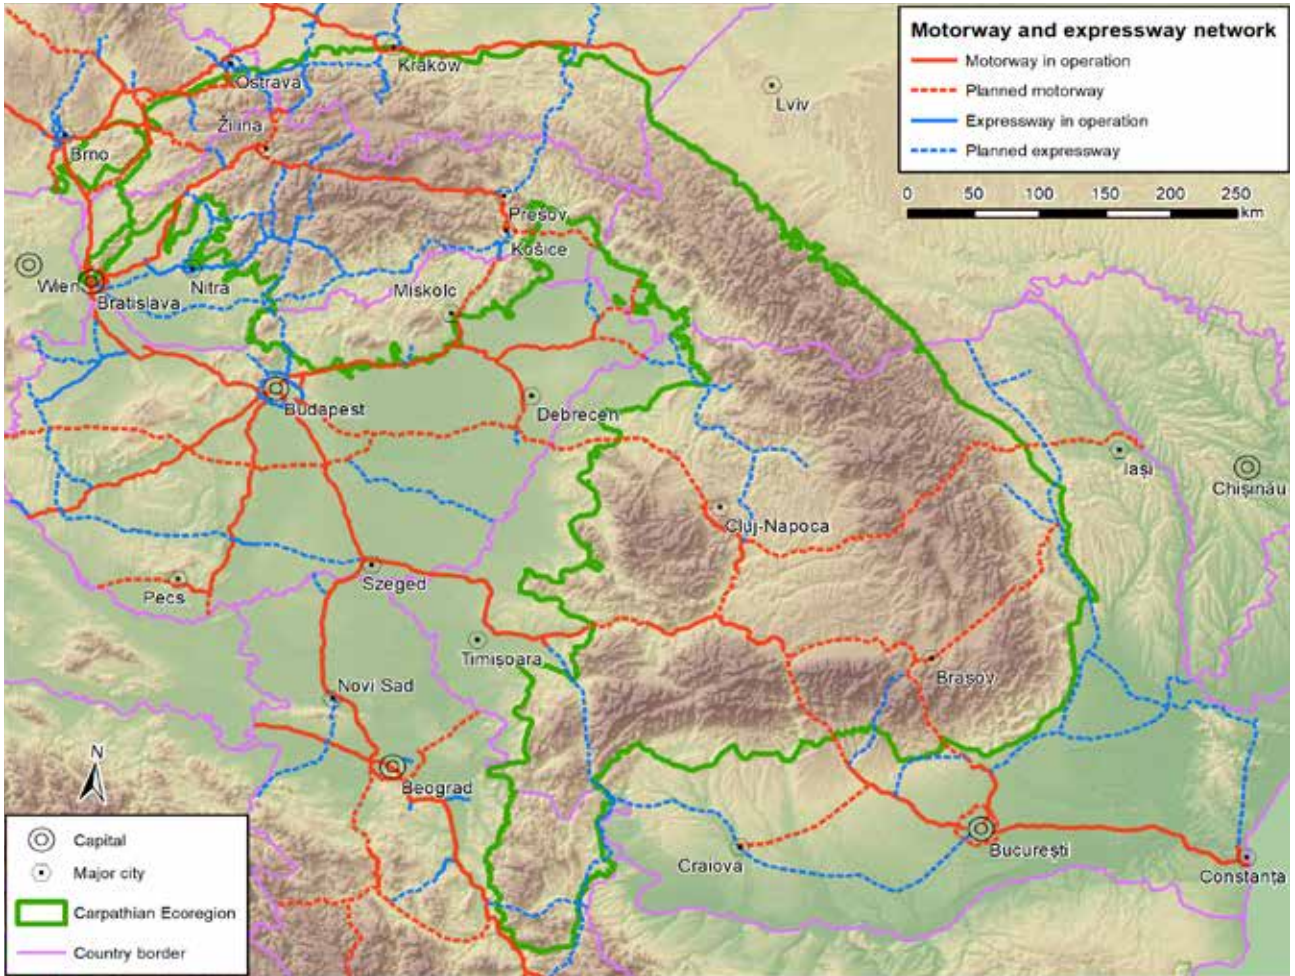 Motorway and expressway network
Motorway in operation
Planned motorway
Expressway in operation
Planned expressway
0 50 100 150 200 250
km
Kraków
Ostrava
Lviv
Žilina
Brno
Prešov
Košice
Wien
Bratislava
Nitra
Miskolc
Budapest
Debrecen
Iași
Chișinău
Cluj-Napoca
Szeged
Pecs
Timișoara
Brasov
Novi Sad
N
Beograd
București
Craiova
Constanța
Capital
Major city
Carpathian Ecoregion
Country border